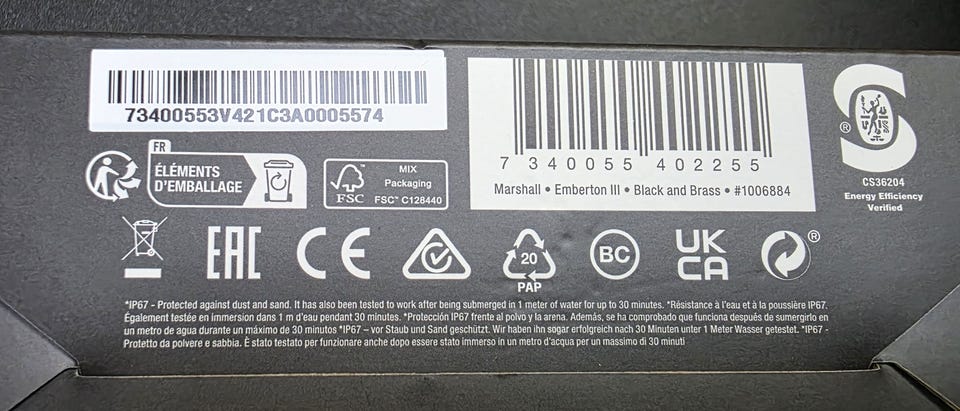 73400553V421C3A0005574
7 340055 402255
Marshall • Emberton III • Black and Brass • #1006884
®
CS36204
Energy Efficiency
Verified
FR
ÉLÉMENTS
D'EMBALLAGE
FSC™
MIX
Packaging
FSC™ C128440
EAC
CE
20
PAP
BC
UK
CA
®
*IP67 - Protected against dust and sand. It has also been tested to work after being submerged in 1 meter of water for up to 30 minutes. *Résistance à l'eau et à la poussière IP67.
Également testée en immersion dans 1 m d'eau pendant 30 minutes. *Protección IP67 frente al polvo y la arena. Además, se ha comprobado que funciona después de sumergirlo en
un metro de agua durante un máximo de 30 minutos *IP67 – vor Staub und Sand geschützt. Wir haben ihn sogar erfolgreich nach 30 Minuten unter 1 Meter Wasser getestet. *IP67 -
Protetto da polvere e sabbia. È stato testato per funzionare anche dopo essere stato immerso in un metro d'acqua per un massimo di 30 minuti